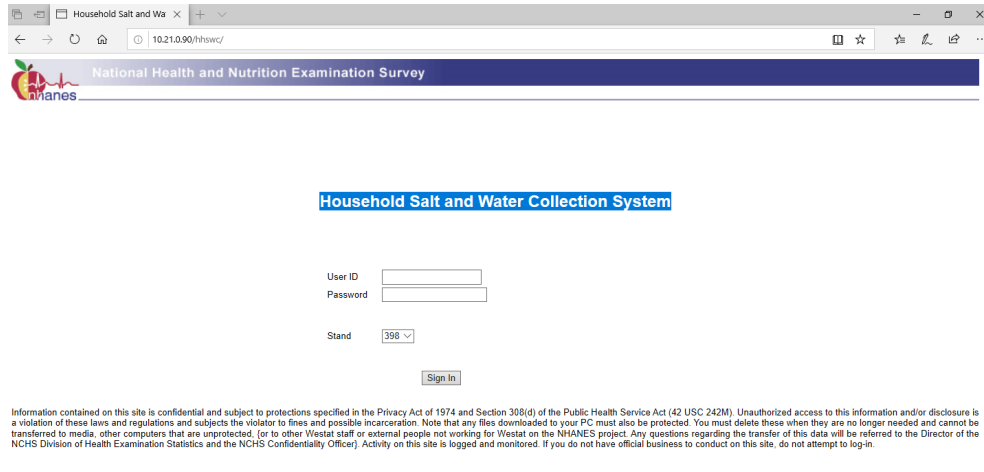 Household Salt and Wa
10.21.0.90/hhswc/
National Health and Nutrition Examination Survey
nhanes
Household Salt and Water Collection System
User ID
Password
Stand 398
Sign In
Information contained on this site is confidential and subject to protections specified in the Privacy Act of 1974 and Section 308(d) of the Public Health Service Act (42 USC 242M). Unauthorized access to this information and/or disclosure is
a violation of these laws and regulations and subjects the violator to fines and possible incarceration. Note that any files downloaded to your PC must also be protected. You must delete these when they are no longer needed and cannot be
transferred to media, other computers that are unprotected, {or to other Westat staff or external people not working for Westat on the NHANES project. Any questions regarding the transfer of this data will be referred to the Director of the
NCHS Division of Health Examination Statistics and the NCHS Confidentiality Officer}. Activity on this site is logged and monitored. If you do not have official business to conduct on this site, do not attempt to log-in.